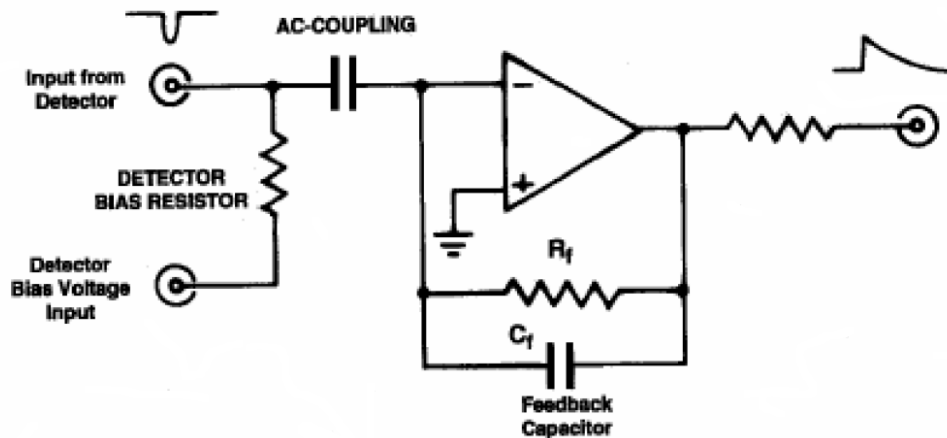 AC-COUPLING
Input from
Detector
DETECTOR
BIAS RESISTOR
Detector
Bias Voltage
Input
−
+
Rf
Cf
Feedback
Capacitor